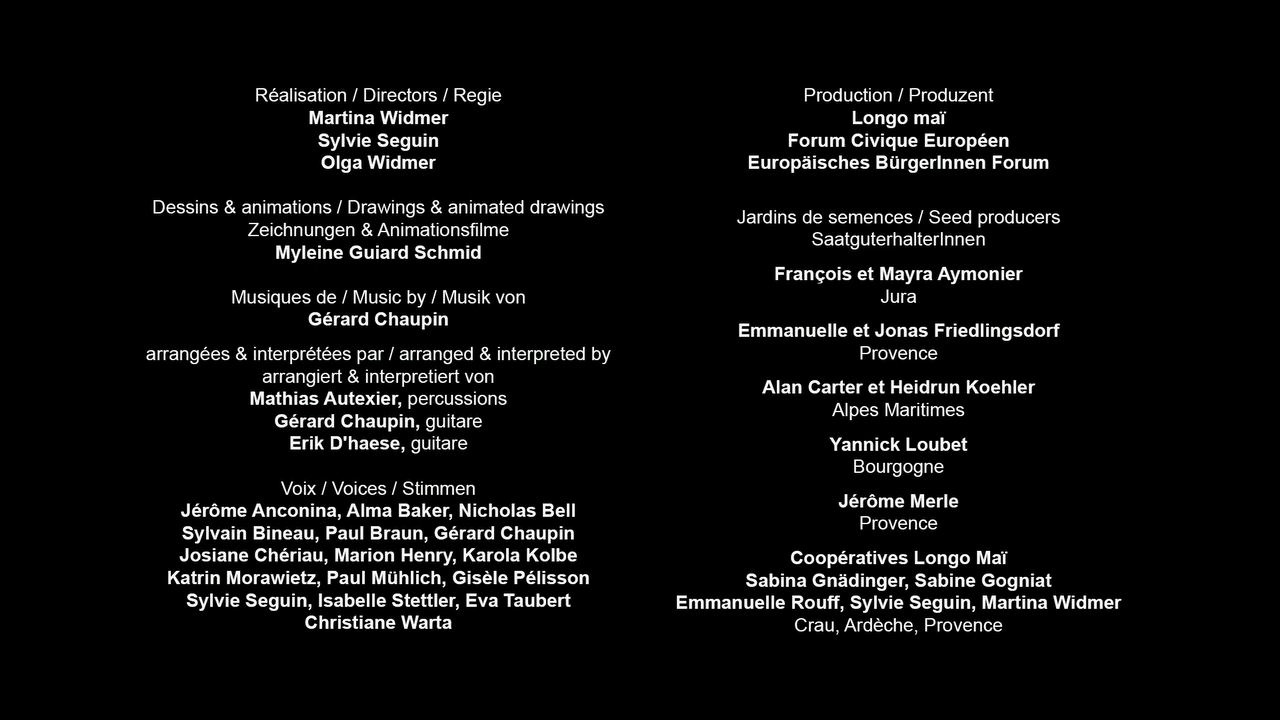 Réalisation / Directors / Regie
Martina Widmer
Sylvie Seguin
Olga Widmer
Dessins & animations / Drawings & animated drawings
Zeichnungen & Animationsfilme
Myleine Guiard Schmid
Musiques de / Music by / Musik von
Gérard Chaupin
arrangées & interprétées par / arranged & interpreted by
arrangiert & interpretiert von
Mathias Autexier, percussions
Gérard Chaupin, guitare
Erik D'haese, guitare
Voix / Voices / Stimmen
Jérôme Anconina, Alma Baker, Nicholas Bell
Sylvain Bineau, Paul Braun, Gérard Chaupin
Josiane Chériau, Marion Henry, Karola Kolbe
Katrin Morawietz, Paul Mühlich, Gisèle Pélisson
Sylvie Seguin, Isabelle Stettler, Eva Taubert
Christiane Warta
Production / Produzent
Longo maï
Forum Civique Européen
Europäisches BürgerInnen Forum
Jardins de semences / Seed producers
SaatguterhalterInnen
François et Mayra Aymonier
Jura
Emmanuelle et Jonas Friedlingsdorf
Provence
Alan Carter et Heidrun Koehler
Alpes Maritimes
Yannick Loubet
Bourgogne
Jérôme Merle
Provence
Coopératives Longo Maï
Sabina Gnädinger, Sabine Gogniat
Emmanuelle Rouff, Sylvie Seguin, Martina Widmer
Crau, Ardèche, Provence